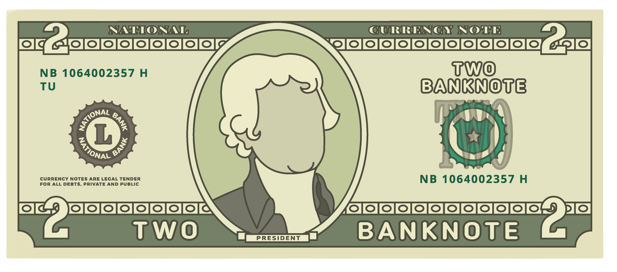 2 NATIONAL CURRENCY NOTE 2
NB 1064002357 H
TU
TWO
BANKNOTE
TWO
NATIONAL BANK
L
NATIONAL BANK
NB 1064002357 H
CURRENCY NOTES ARE LEGAL TENDER
FOR ALL DEBTS, PRIVATE AND PUBLIC
2 TWO BANKNOTE 2
PRESIDENT